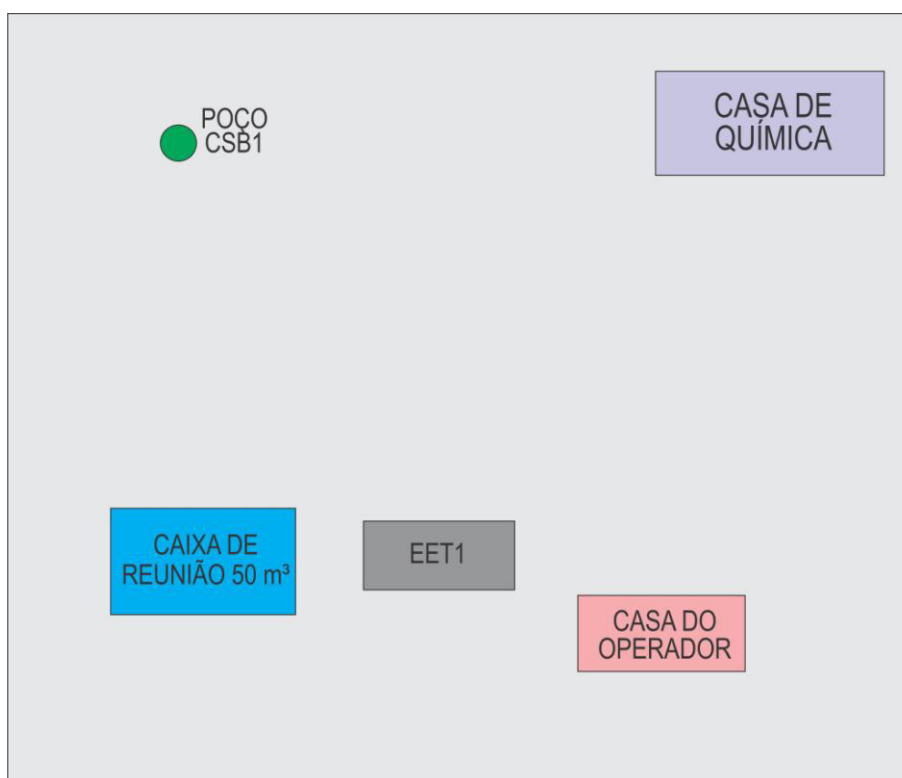 POÇO
CSB1
CASA DE
QUÍMICA
CAIXA DE
REUNIÃO 50 m³
EET1
CASA DO
OPERADOR